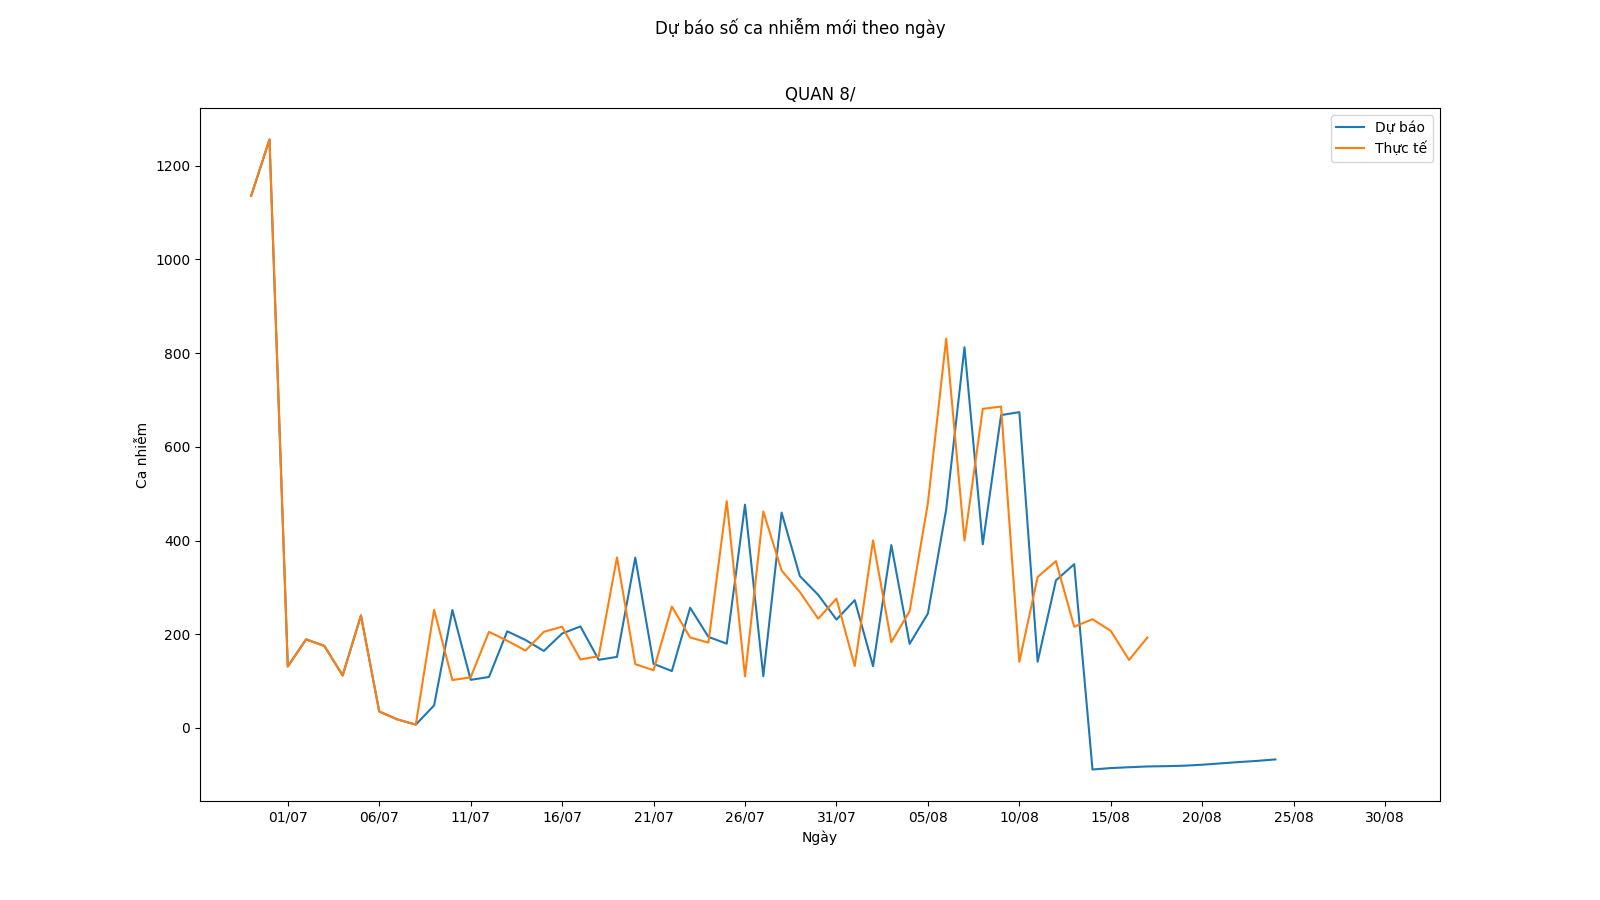 Dự báo số ca nhiễm mới theo ngày
QUAN 8/
Dự báo
Thực tế
1200
1000
800
600
400
200
0
Ca nhiễm
01/07 06/07 11/07 16/07 21/07 26/07 31/07 05/08 10/08 15/08 20/08 25/08 30/08
Ngày